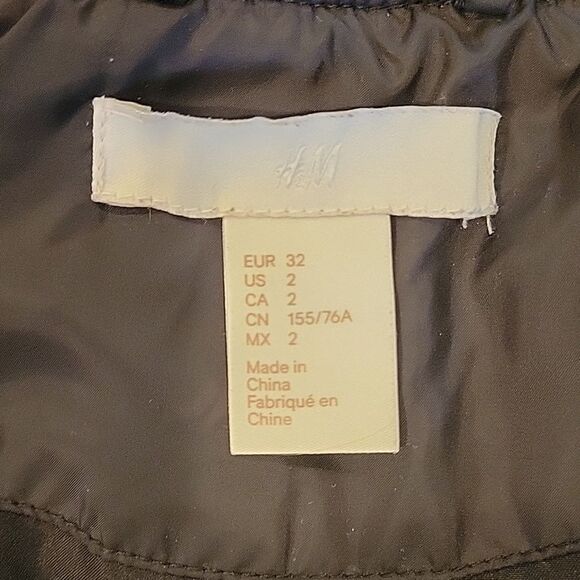 H&M
EUR 32
US 2
CA 2
CN 155/76A
MX 2
Made in
China
Fabriqué en
Chine